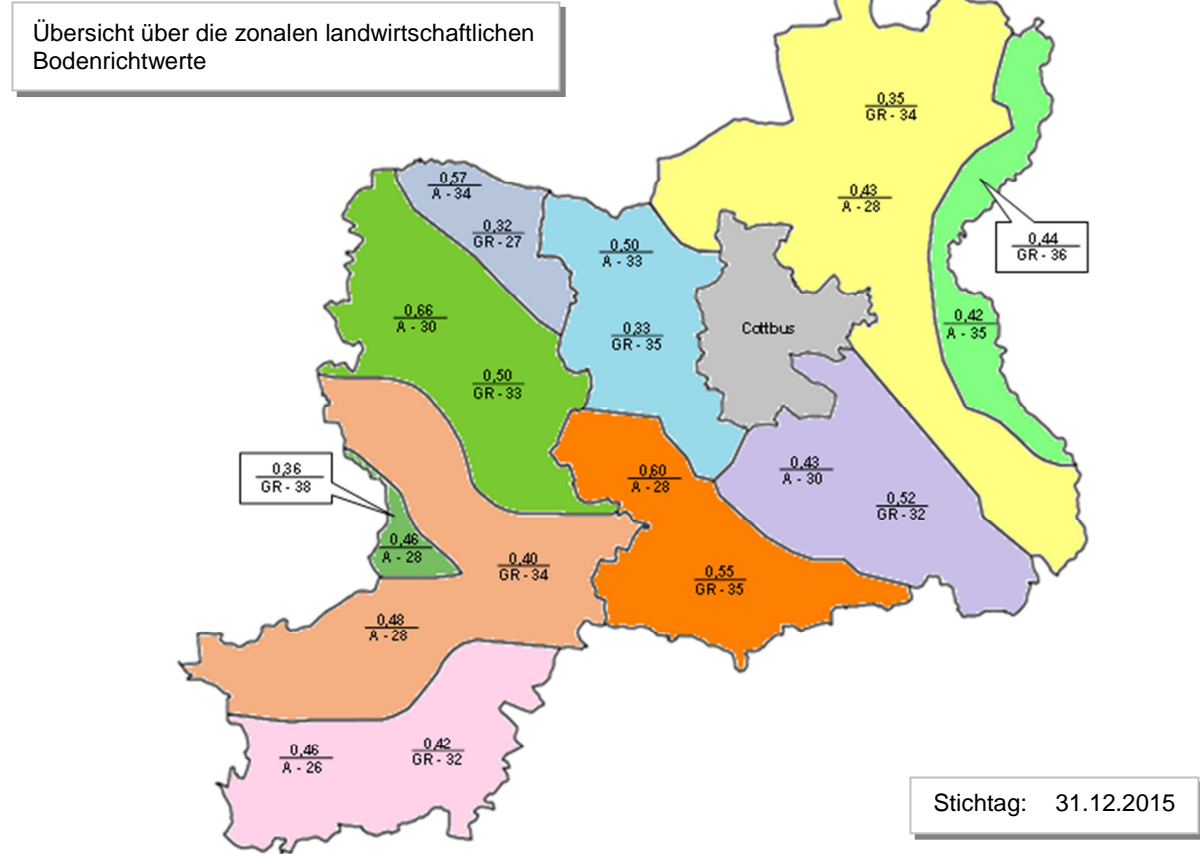 Übersicht über die zonalen landwirtschaftlichen
Bodenrichtwerte
0,35
GR - 34
0,43
A - 28
0,44
GR - 36
0,42
A - 35
0,57
A - 34
0,32
GR - 27
0,50
A - 33
0,33
GR - 35
Cottbus
0,66
A - 30
0,50
GR - 33
0,36
GR - 38
0,46
A - 28
0,60
A - 28
0,43
A - 30
0,52
GR - 32
0,40
GR - 34
0,55
GR - 35
0,48
A - 28
0,46
A - 26
0,42
GR - 32
Stichtag: 31.12.2015